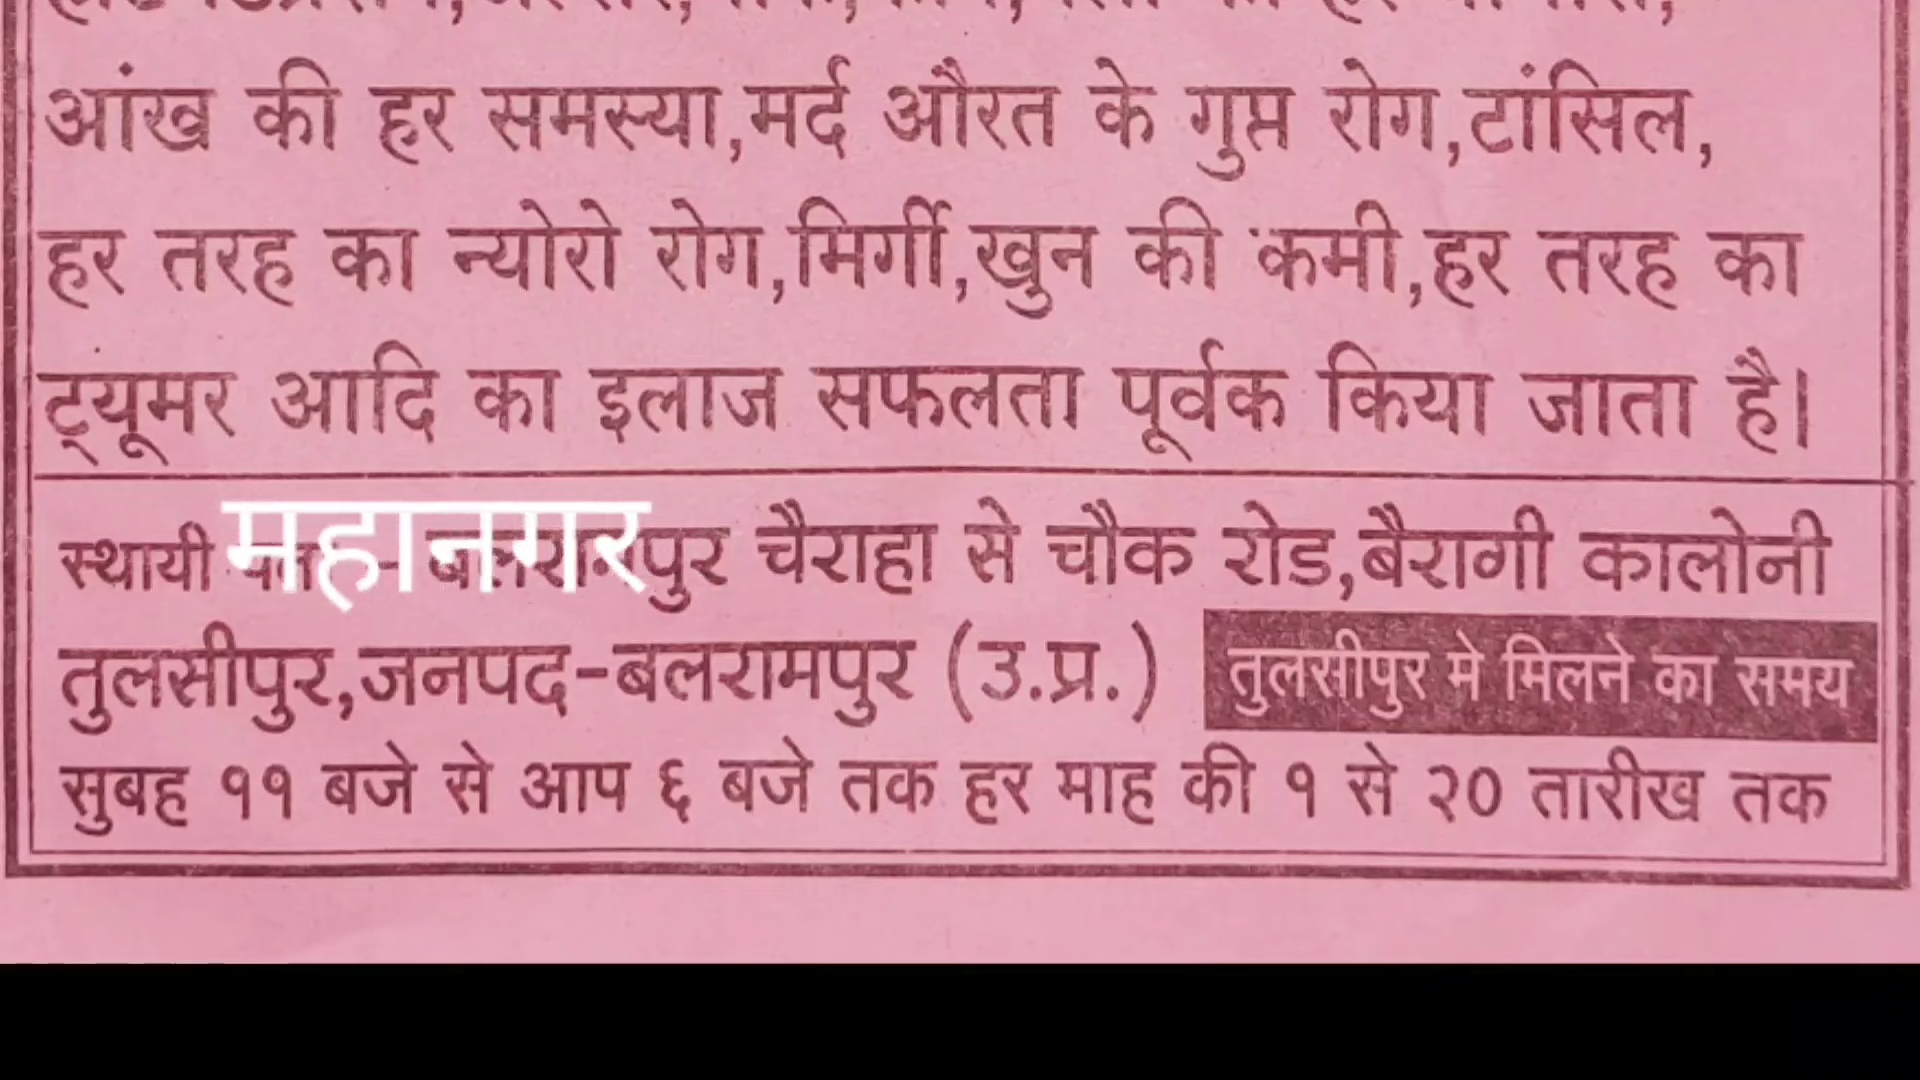 आंख की हर समस्या,मर्द औरत के गुप्त रोग,टांसिल,
हर तरह का न्योरो रोग,मिर्गी,खुन की कमी,हर तरह का
ट्यूमर आदि का इलाज सफलता पूर्वक किया जाता है।
महानगर
स्थायी चैराहा से चौक रोड,बैरागी कालोनी
तुलसीपुर,जनपद-बलरामपुर (उ.प्र.) तुलसीपुर मे मिलने का समय
सुबह ११ बजे से आप ६ बजे तक हर माह की १ से २० तारीख तक